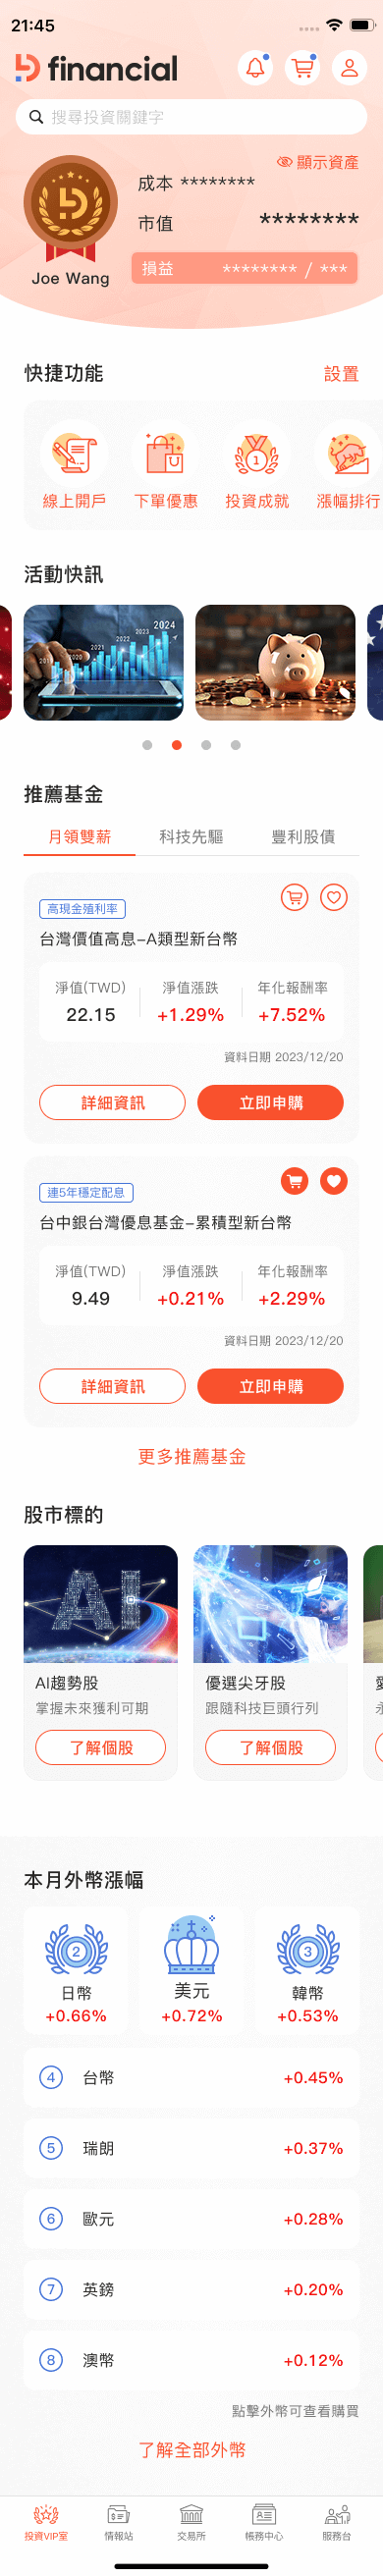 21:45
financial
搜尋投資關鍵字
顯示資產
成本 ********
市值 ********
損益 ******** / ***
Joe Wang
快捷功能 設置
線上開戶 下單優惠 投資成就 漲幅排行
活動快訊
2019 2021 2022 2023 2024
推薦基金
月領雙薪 科技先驅 豐利股債
高現金殖利率
台灣價值高息–A類型新台幣
淨值(TWD) 淨值漲跌 年化報酬率
22.15 +1.29% +7.52%
資料日期 2023/12/20
詳細資訊 立即申購
連5年穩定配息
台中銀台灣優息基金–累積型新台幣
淨值(TWD) 淨值漲跌 年化報酬率
9.49 +0.21% +2.29%
資料日期 2023/12/20
詳細資訊 立即申購
更多推薦基金
股市標的
AI
AI趨勢股 優選尖牙股
掌握未來獲利可期 跟隨科技巨頭行列
了解個股 了解個股
本月外幣漲幅
2 3
日幣 美元 韓幣
+0.66% +0.72% +0.53%
4 台幣 +0.45%
5 瑞朗 +0.37%
6 歐元 +0.28%
7 英鎊 +0.20%
8 澳幣 +0.12%
點擊外幣可查看購買
了解全部外幣
投資VIP室 情報站 交易所 帳務中心 服務台